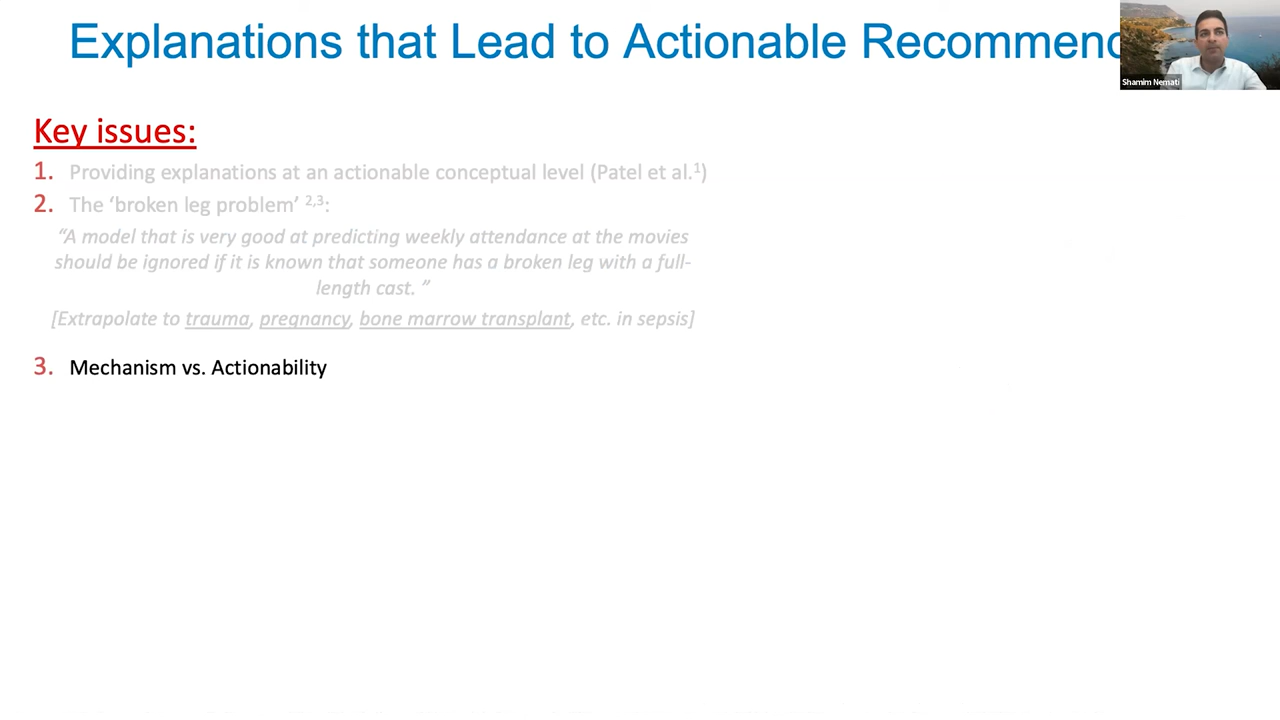 Explanations that Lead to Actionable
Shamim Nemati
Key issues:
1. Providing explanations at an actionable conceptual level (Patel et al.¹)
2. The ‘broken leg problem’ ²,³:
“A model that is very good at predicting weekly attendance at the movies
should be ignored if it is known that someone has a broken leg with a full-
length cast. ”
[Extrapolate to trauma, pregnancy, bone marrow transplant, etc. in sepsis]
3. Mechanism vs. Actionability